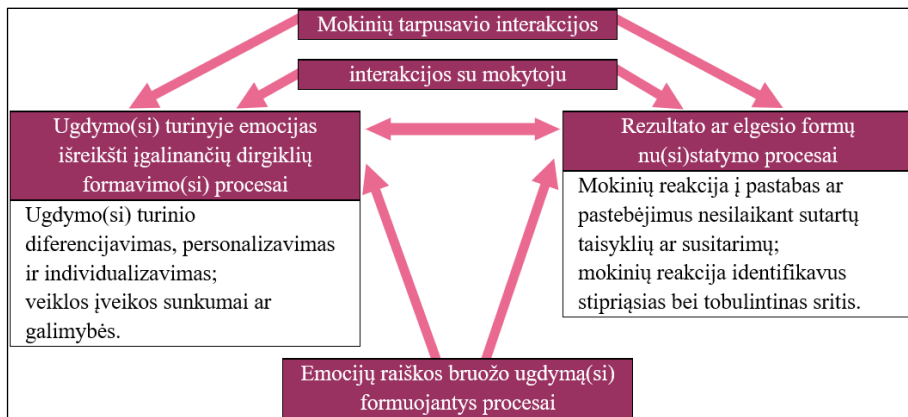 Mokinių tarpusavio interakcijos
interakcijos su mokytoju
Ugdymo(si) turinyje emocijas
išreikšti įgalinančių dirgiklių
formavimo(si) procesai
Ugdymo(si) turinio
diferencijavimas, personalizavimas
ir individualizavimas;
veiklos įveikos sunkumai ar
galimybės.
Rezultato ar elgesio formų
nu(si)statymo procesai
Mokinių reakcija į pastabas ar
pastebėjimus nesilaikant sutartų
taisyklių ar susitarimų;
mokinių reakcija identifikavus
stipriąsias bei tobulintinas sritis.
Emocijų raiškos bruožo ugdymą(si)
formuojantys procesai